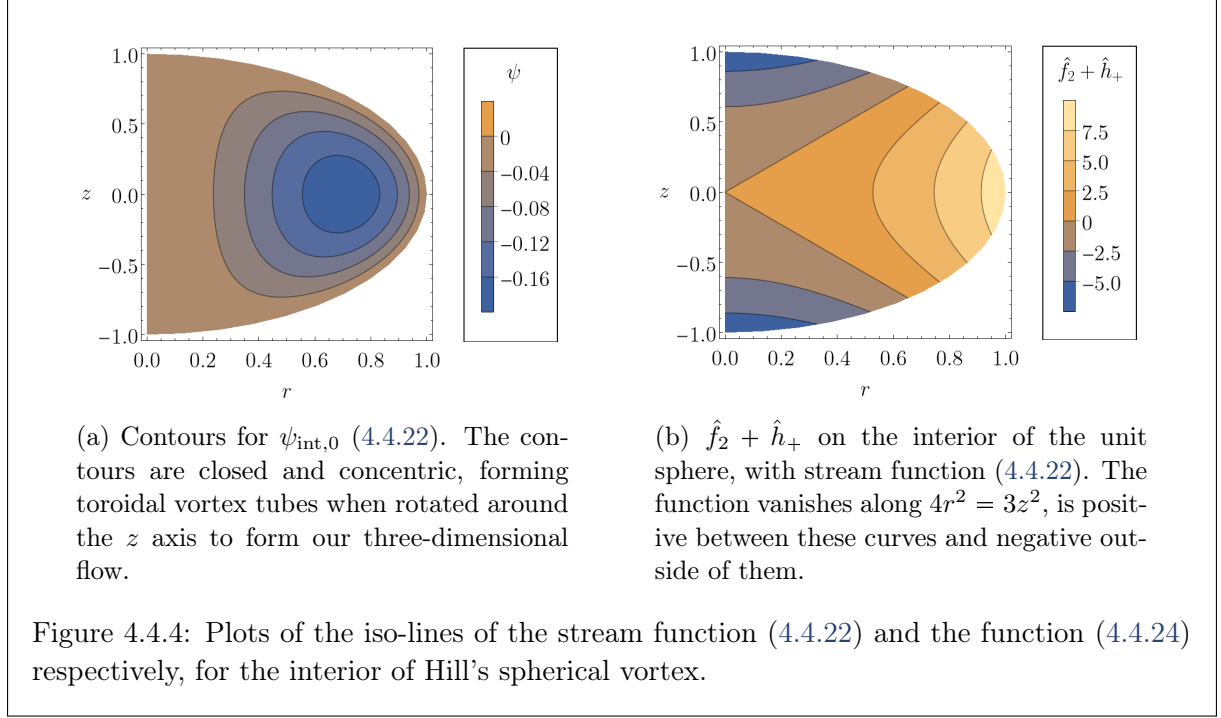 ψ
1.0
0.5
z 0.0
−0.5
−1.0
0.0 0.2 0.4 0.6 0.8 1.0
r
0
−0.04
−0.08
−0.12
−0.16
f̂₂ + ĥ₊
1.0
0.5
z 0.0
−0.5
−1.0
0.0 0.2 0.4 0.6 0.8 1.0
r
7.5
5.0
2.5
0
−2.5
−5.0
(a) Contours for ψ_int,0 (4.4.22). The con-
tours are closed and concentric, forming
toroidal vortex tubes when rotated around
the z axis to form our three-dimensional
flow.
(b) f̂₂ + ĥ₊ on the interior of the unit
sphere, with stream function (4.4.22). The
function vanishes along 4r² = 3z², is posit-
ive between these curves and negative out-
side of them.
Figure 4.4.4: Plots of the iso-lines of the stream function (4.4.22) and the function (4.4.24)
respectively, for the interior of Hill's spherical vortex.